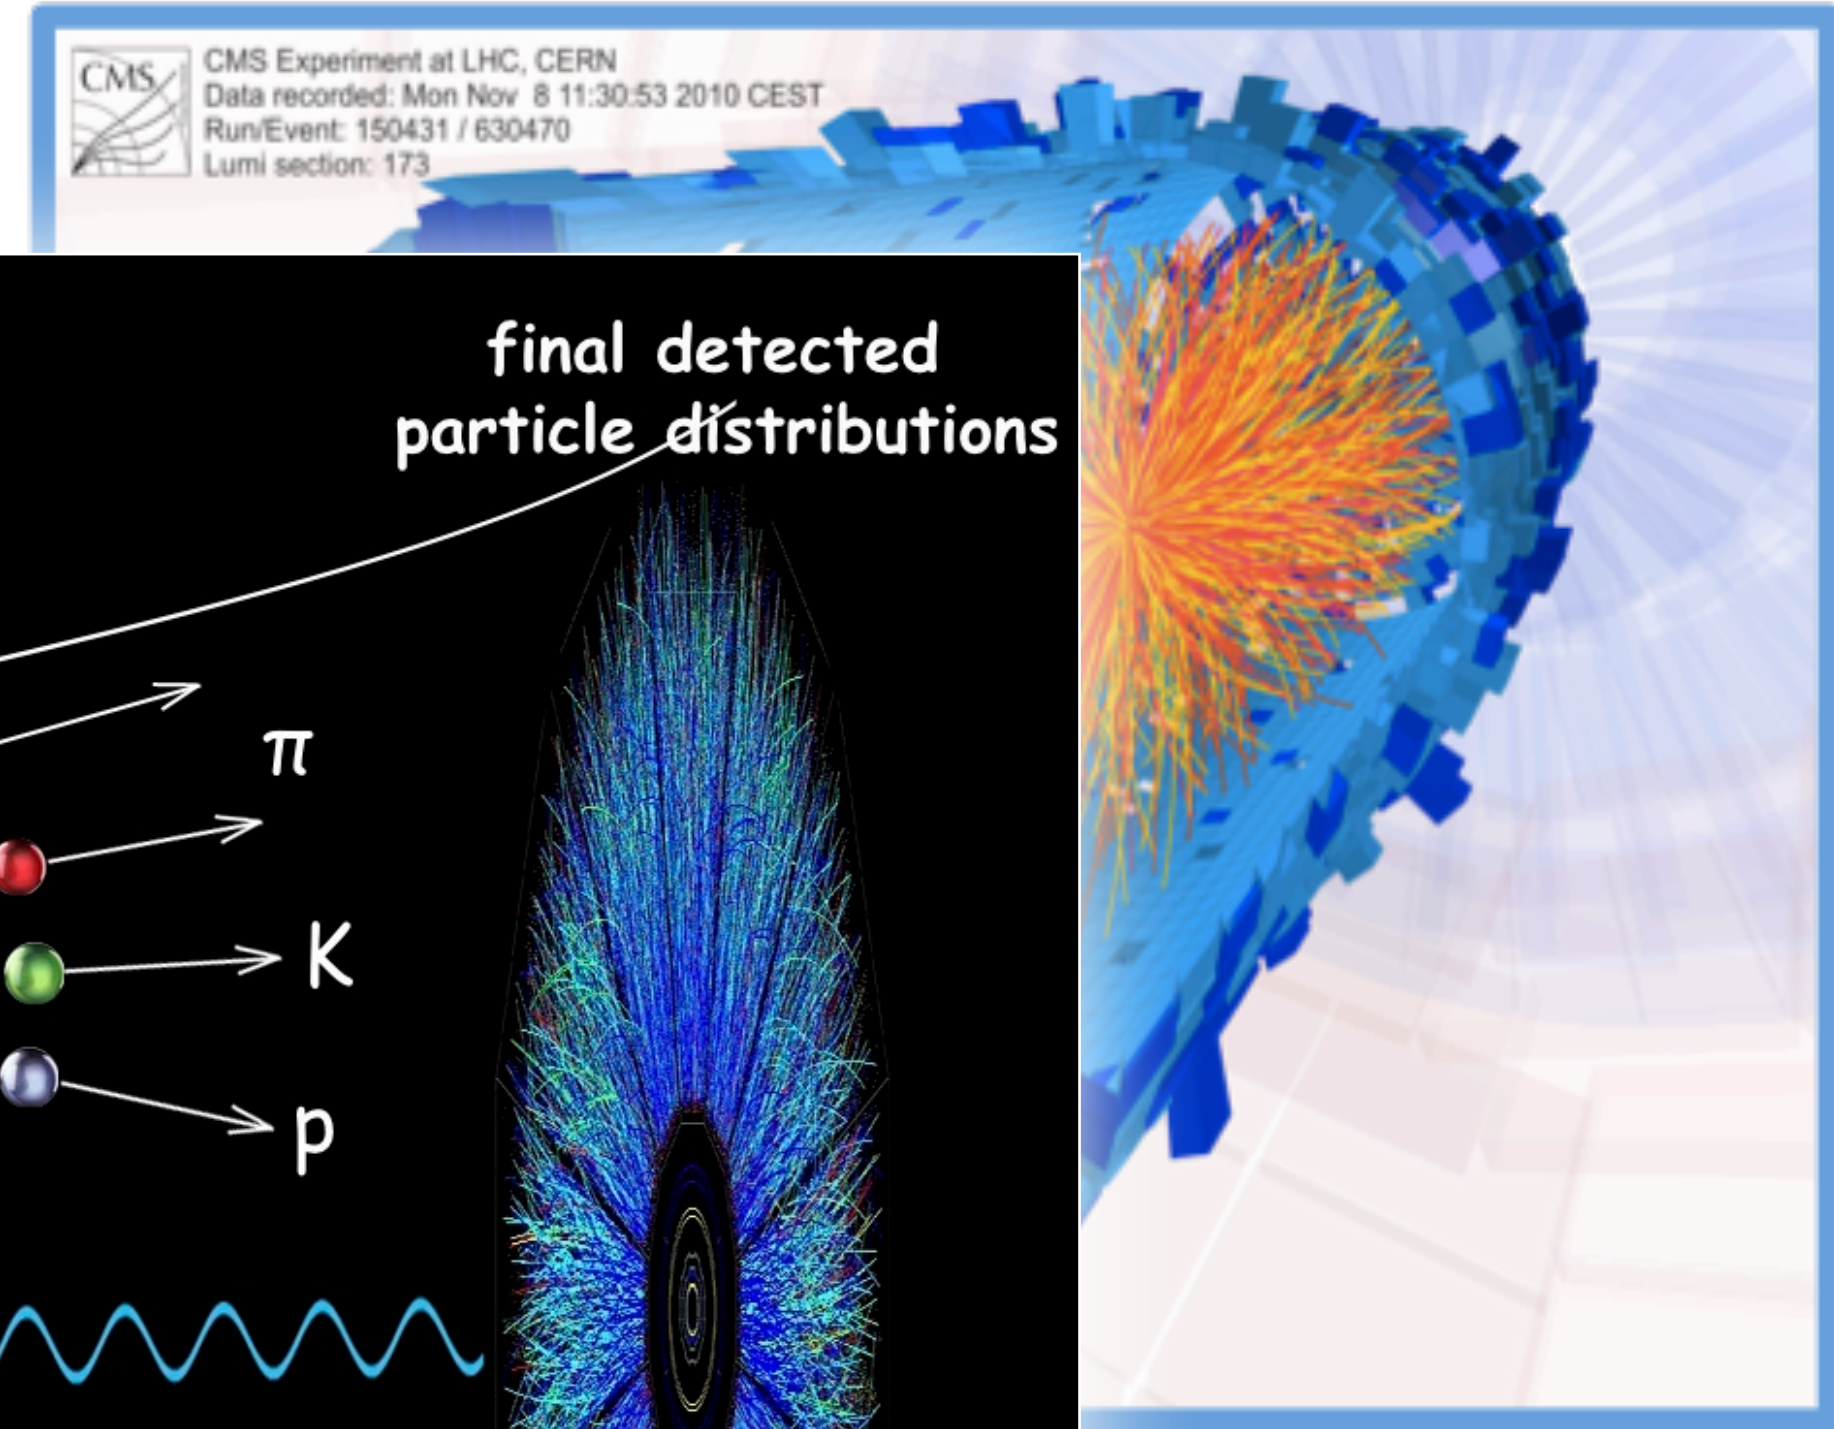 CMS
CMS Experiment at LHC, CERN
Data recorded: Mon Nov 8 11:30:53 2010 CEST
Run/Event: 150431 / 630470
Lumi section: 173
final detected
particle distributions
π
K
p